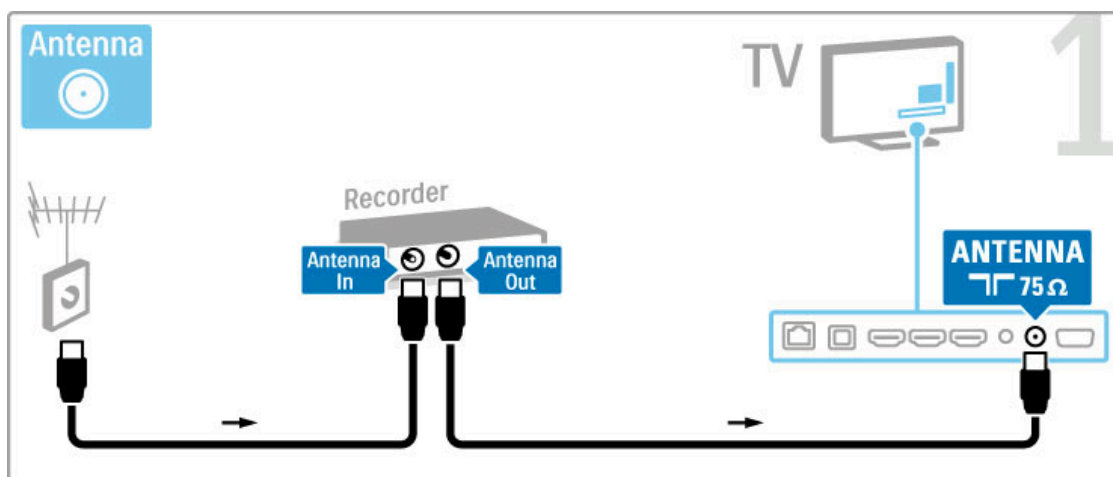 Antenna
TV
1
Recorder
Antenna
In
Antenna
Out
ANTENNA
75 Ω